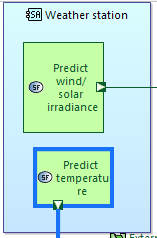 SA Weather station
Predict
wind/
SF solar
irradiance
Predict
SF temperatu
re